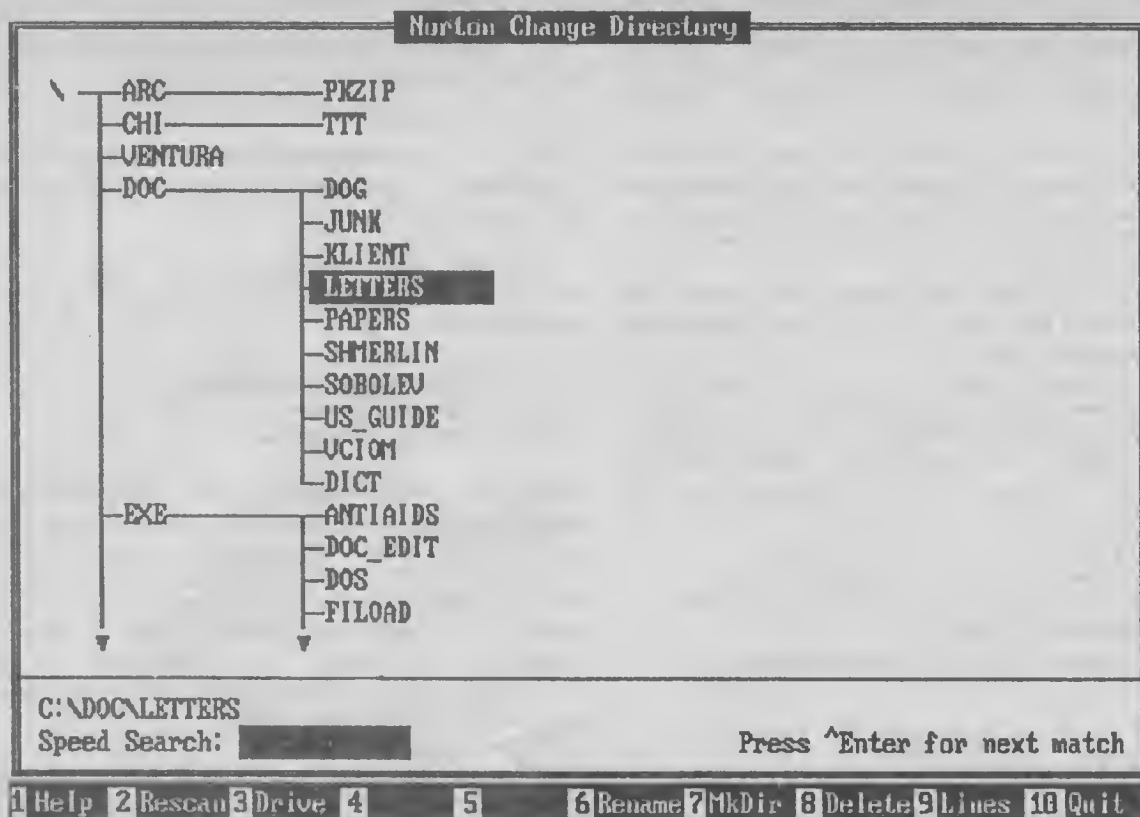 Norton Change Directory
\ ARC PKZIP
CHI TTT
VENTURA
DOC DOG
JUNK
KLIENT
LETTERS
PAPERS
SHMERLIN
SOBOLEV
US_GUIDE
VCIOM
DICT
EXE ANTIAIDS
DOC_EDIT
DOS
FILOAD
C:\DOC\LETTERS
Speed Search:
Press ^Enter for next match
1 Help 2 Rescan 3 Drive 4 5 6 Rename 7 MkDir 8 Delete 9 Lines 10 Quit